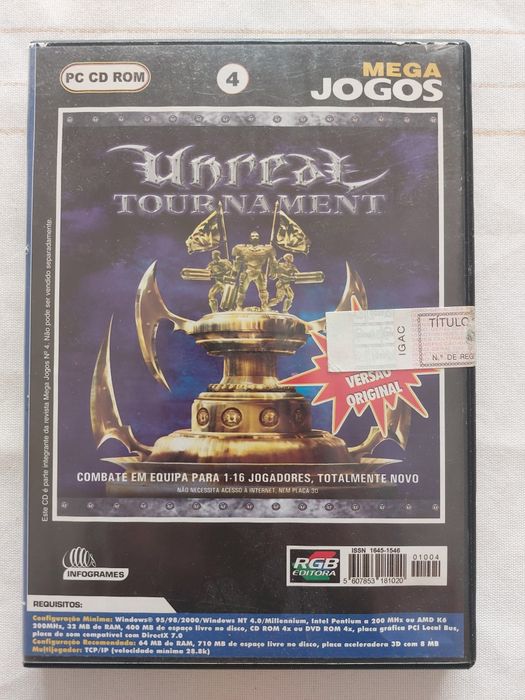 PC CD ROM
4
MEGA
JOGOS
Unreal
TOURNAMENT
IGAC
TÍTULO
N.º DE REG
VERSÃO
ORIGINAL
COMBATE EM EQUIPA PARA 1-16 JOGADORES, TOTALMENTE NOVO
NÃO NECESSITA ACESSO À INTERNET, NEM PLACA 3D
Este CD é parte integrante da revista Mega Jogos Nº 4. Não pode ser vendido separadamente.
INFOGRAMES
RGB
EDITORA
ISSN 1645-1546
01004
5 607853 181020
REQUISITOS:
Configuração Mínima: Windows® 95/98/2000/Windows NT 4.0/Millennium, Intel Pentium a 200 MHz ou AMD K6
200MHz, 32 MB de RAM, 400 MB de espaço livre no disco, CD ROM 4x ou DVD ROM 4x, placa gráfica PCI Local Bus,
placa de som compatível com DirectX 7.0
Configuração Recomendada: 64 MB de RAM, 710 MB de espaço livre no disco, placa aceleradora 3D com 8 MB
Multijogador: TCP/IP (velocidade mínima 28.8k)